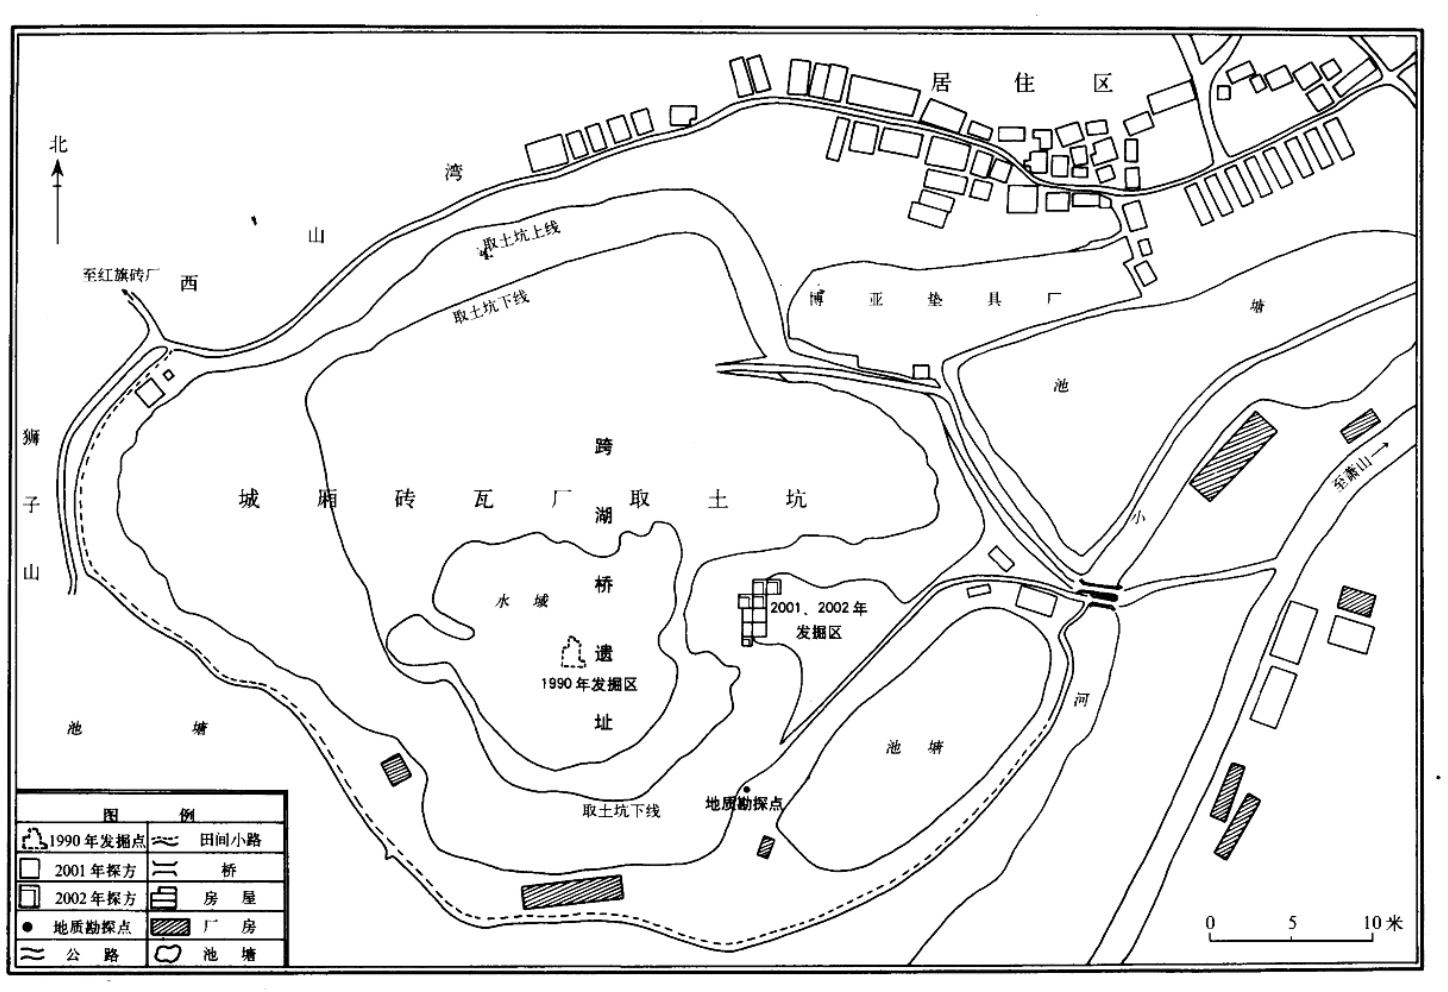 居住区
北
湾
山
西
至红旗砖厂
取土坑上线
取土坑下线
博亚垫具厂
塘
池
狮子山
跨湖桥遗址
城厢砖瓦厂取土坑
至萧山
水域
2001、2002年
发掘区
1990年发掘区
河
池塘
池塘
取土坑下线
地质勘探点
图例
1990年发掘点
田间小路
2001年探方
桥
2002年探方
房屋
地质勘探点
厂房
公路
池塘
0 5 10米